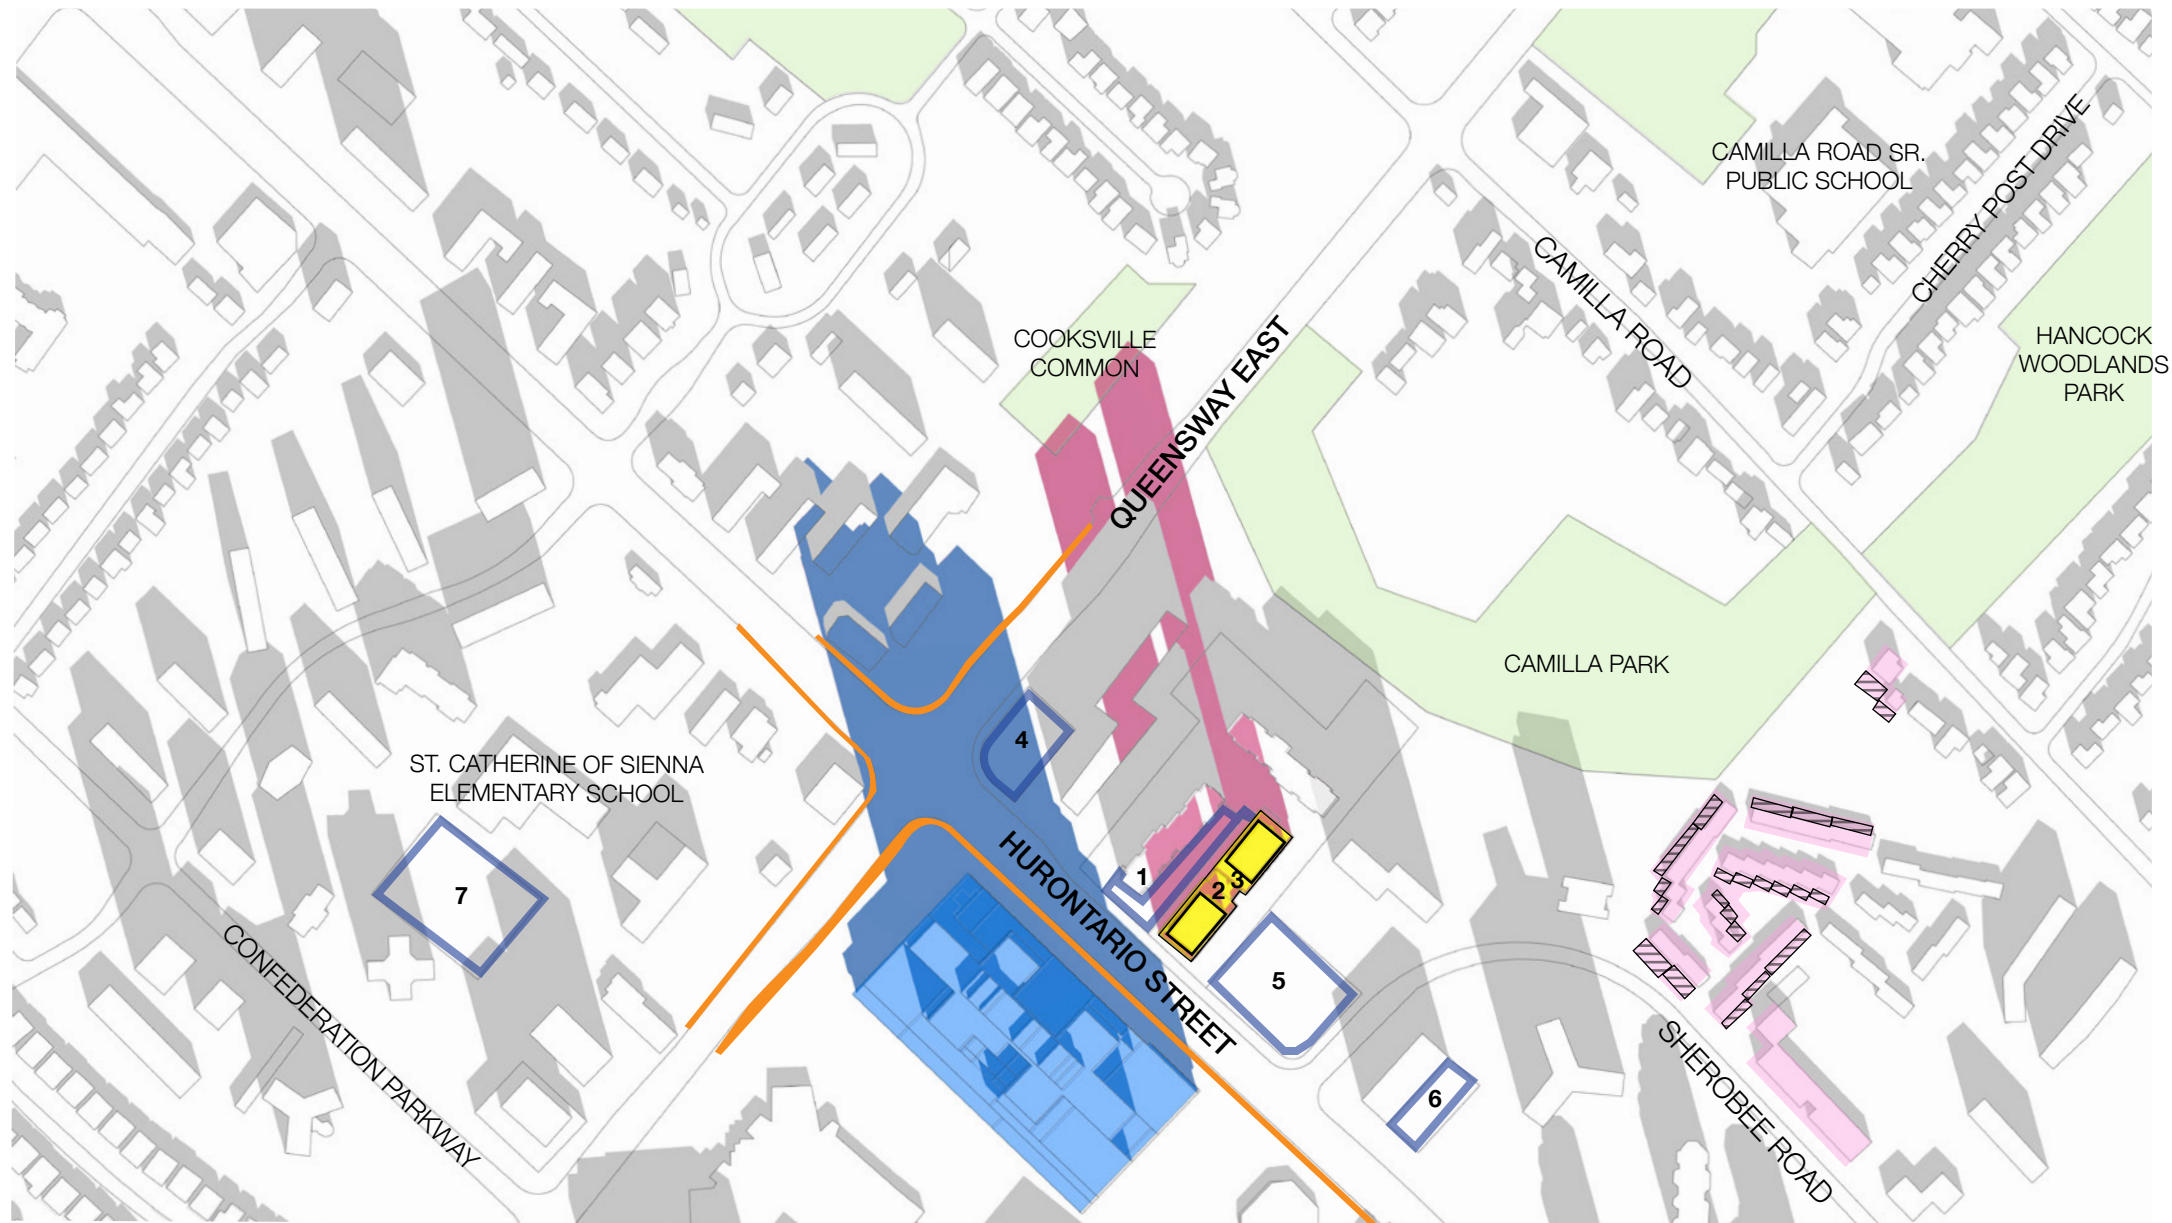 CAMILLA ROAD SR.
PUBLIC SCHOOL
CHERRY POST DRIVE
CAMILLA ROAD
HANCOCK
WOODLANDS
PARK
COOKSVILLE
COMMON
QUEENSWAY EAST
CAMILLA PARK
4
ST. CATHERINE OF SIENNA
ELEMENTARY SCHOOL
7
HURONTARIO STREET
1
2
3
5
6
CONFEDERATION PARKWAY
SHEROBEE ROAD